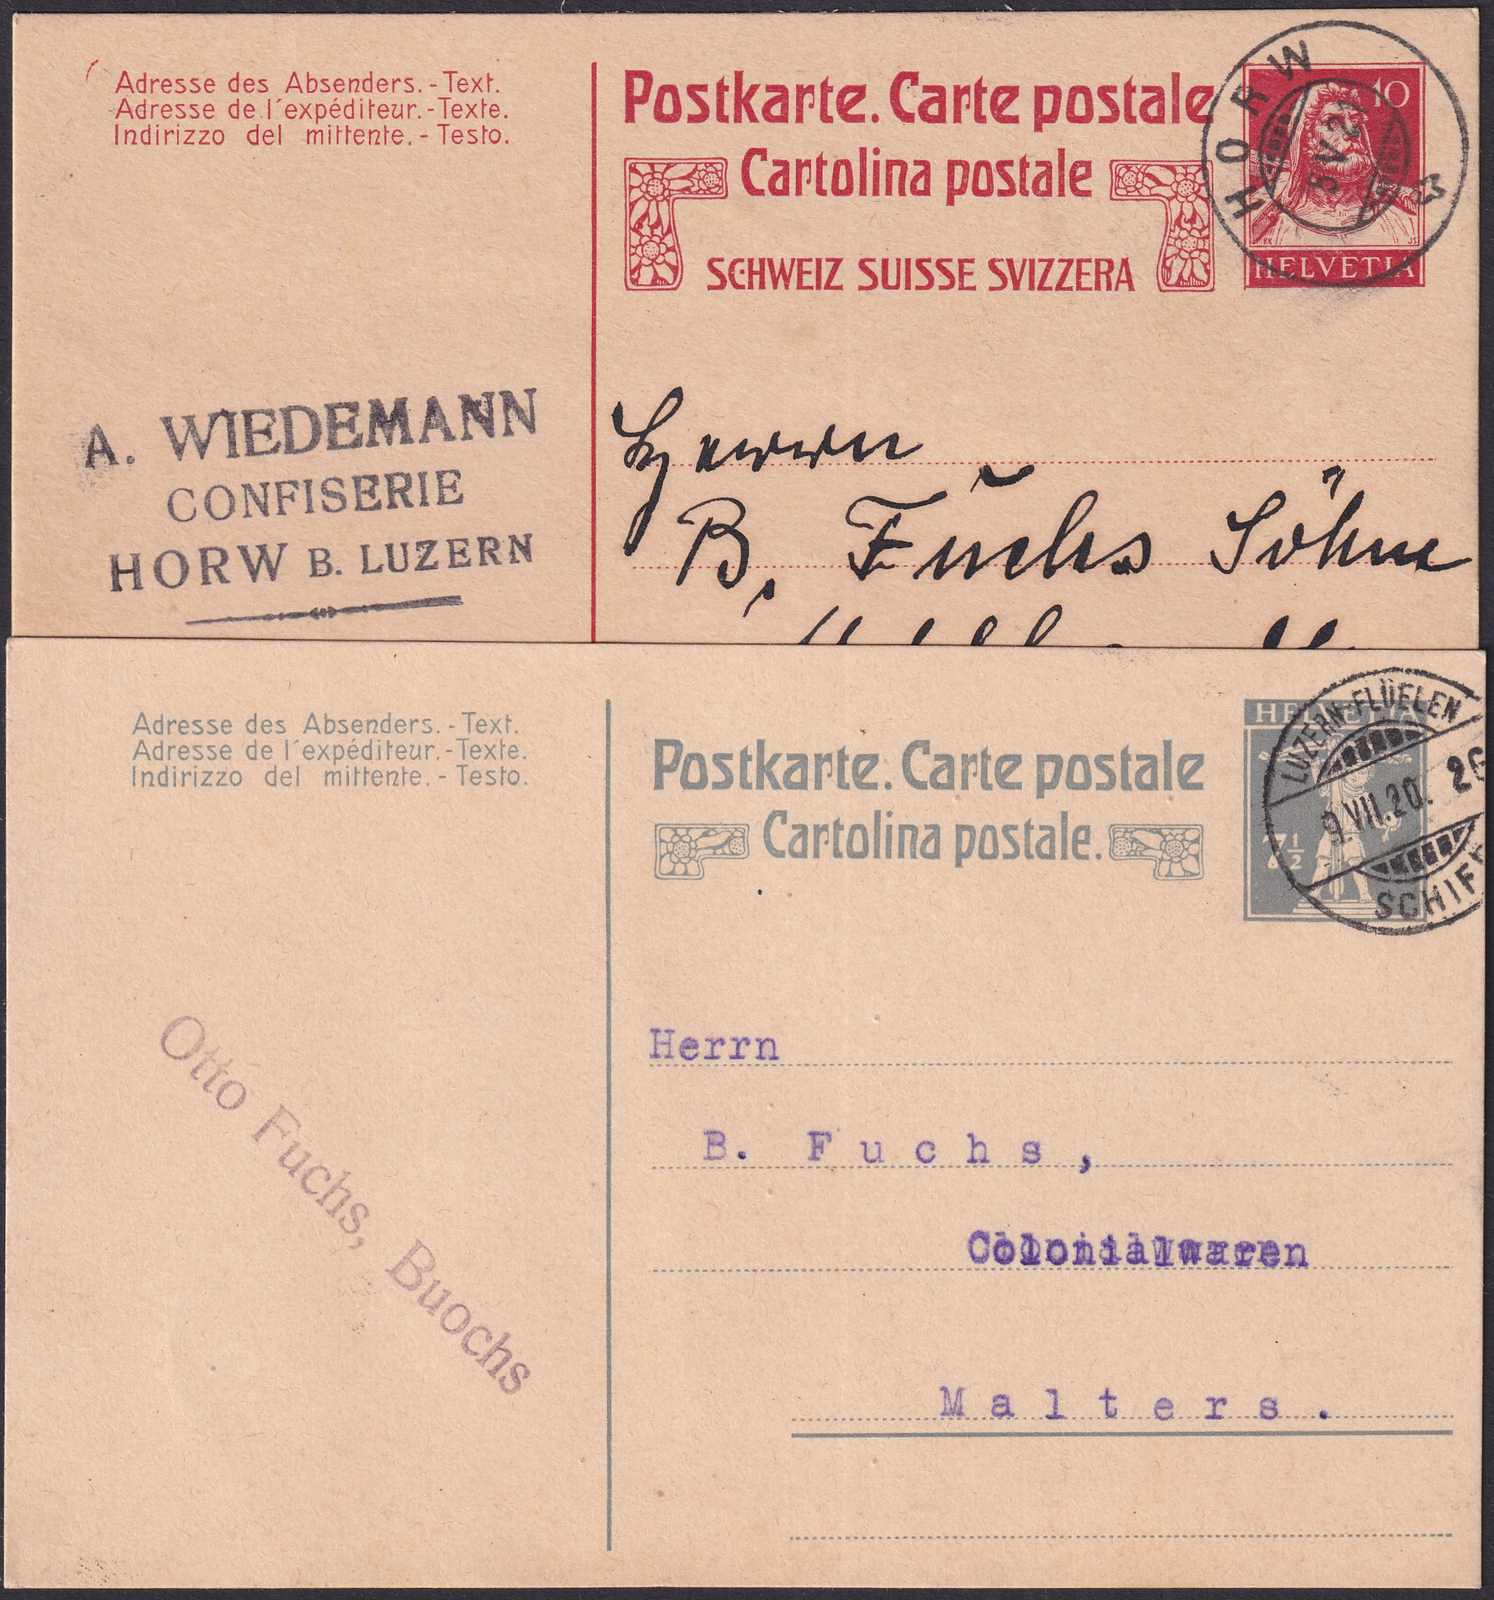 Adresse des Absenders. - Text.
Adresse de l'expéditeur. - Texte.
Indirizzo del mittente. - Testo.
Postkarte. Carte postale
Cartolina postale
SCHWEIZ SUISSE SVIZZERA
10
HELVETIA
HORW
A. WIEDEMANN
CONFISERIE
HORW B. LUZERN
Herrn
B. Fuchs Söhne
Adresse des Absenders. - Text.
Adresse de l'expéditeur. - Texte.
Indirizzo del mittente. - Testo.
Postkarte. Carte postale
Cartolina postale.
HELVETIA
7½
LUZERN-FLÜELEN
9.VII.20.
SCHIFF
Otto Fuchs, Buochs
Herrn
B. Fuchs,
Colonialwaren
Malters.